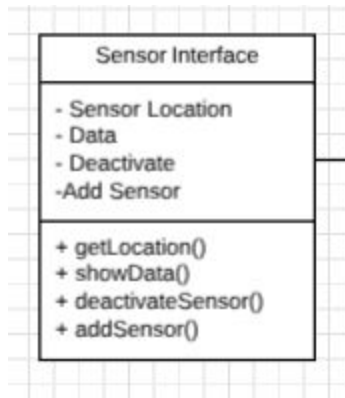 Sensor Interface
- Sensor Location
- Data
- Deactivate
-Add Sensor
+ getLocation()
+ showData()
+ deactivateSensor()
+ addSensor()